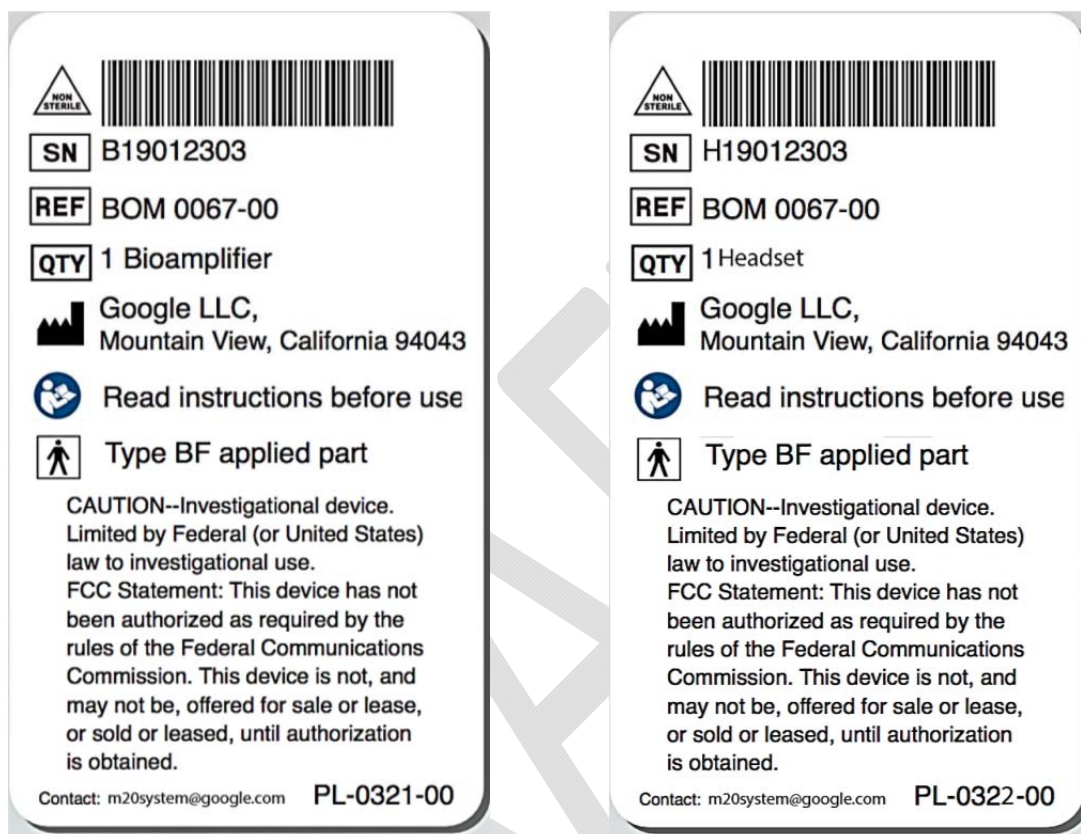 NON
STERILE
SN B19012303
REF BOM 0067-00
QTY 1 Bioamplifier
Google LLC,
Mountain View, California 94043
Read instructions before use
Type BF applied part
CAUTION--Investigational device.
Limited by Federal (or United States)
law to investigational use.
FCC Statement: This device has not
been authorized as required by the
rules of the Federal Communications
Commission. This device is not, and
may not be, offered for sale or lease,
or sold or leased, until authorization
is obtained.
Contact: m20system@google.com PL-0321-00
NON
STERILE
SN H19012303
REF BOM 0067-00
QTY 1 Headset
Google LLC,
Mountain View, California 94043
Read instructions before use
Type BF applied part
CAUTION--Investigational device.
Limited by Federal (or United States)
law to investigational use.
FCC Statement: This device has not
been authorized as required by the
rules of the Federal Communications
Commission. This device is not, and
may not be, offered for sale or lease,
or sold or leased, until authorization
is obtained.
Contact: m20system@google.com PL-0322-00